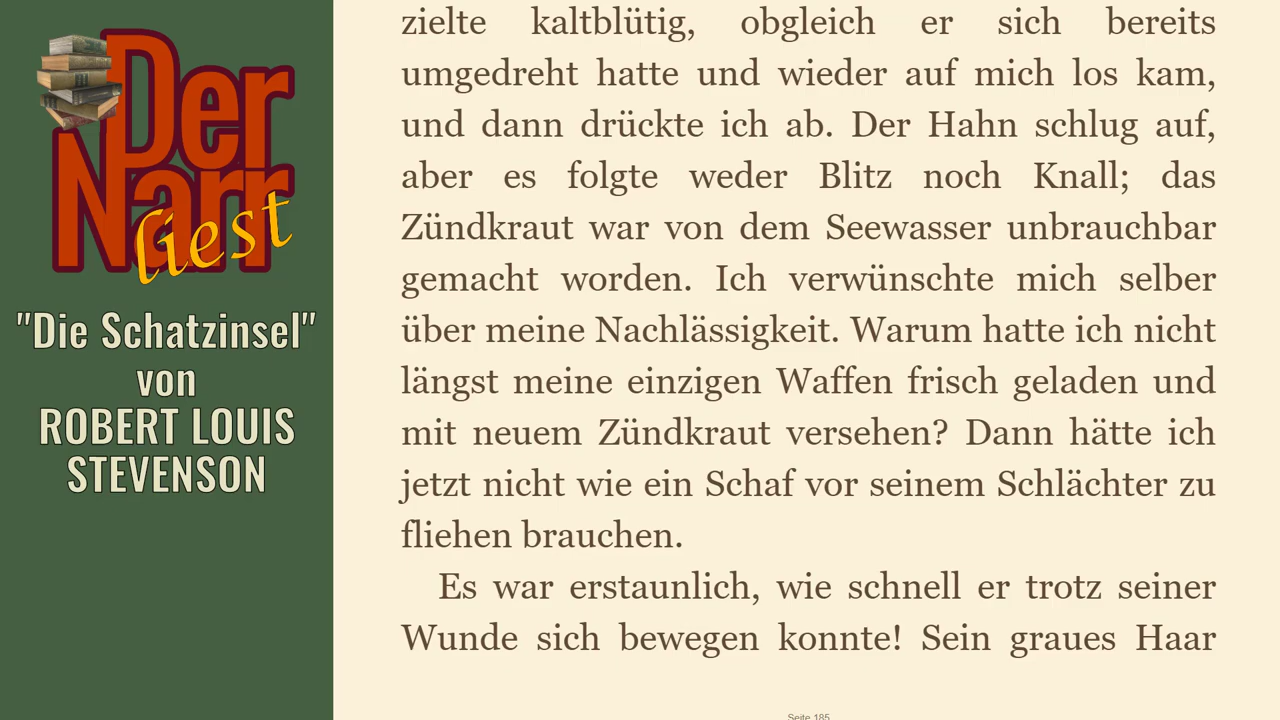 Der
Narr
liest
"Die Schatzinsel"
von
ROBERT LOUIS
STEVENSON
zielte kaltblütig, obgleich er sich bereits
umgedreht hatte und wieder auf mich los kam,
und dann drückte ich ab. Der Hahn schlug auf,
aber es folgte weder Blitz noch Knall; das
Zündkraut war von dem Seewasser unbrauchbar
gemacht worden. Ich verwünschte mich selber
über meine Nachlässigkeit. Warum hatte ich nicht
längst meine einzigen Waffen frisch geladen und
mit neuem Zündkraut versehen? Dann hätte ich
jetzt nicht wie ein Schaf vor seinem Schlächter zu
fliehen brauchen.
Es war erstaunlich, wie schnell er trotz seiner
Wunde sich bewegen konnte! Sein graues Haar
Seite 185